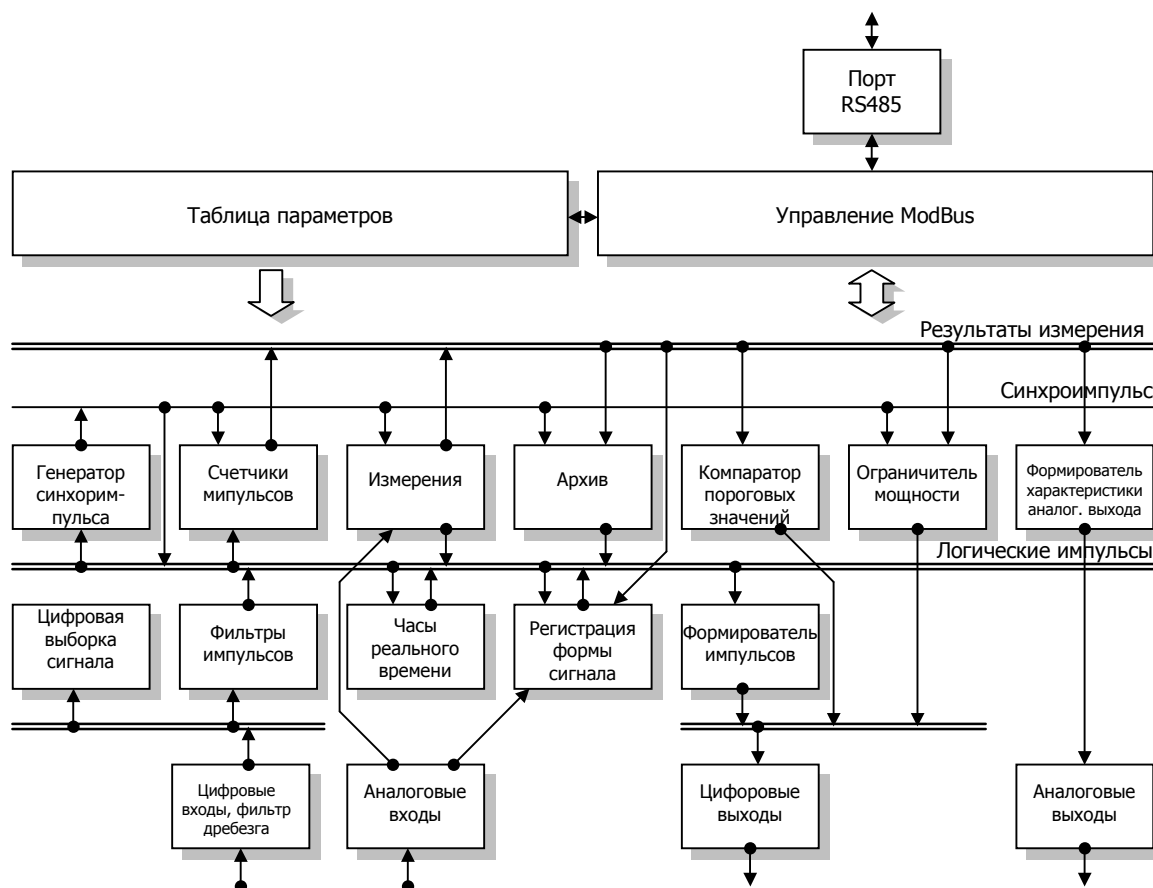 Порт
RS485
Таблица параметров
Управление ModBus
Результаты измерения
Синхроимпульс
Генератор
синхорим-
пульса
Счетчики
мипульсов
Измерения
Архив
Компаратор
пороговых
значений
Ограничитель
мощности
Формирователь
характеристики
аналог. выхода
Логические импульсы
Цифровая
выборка
сигнала
Фильтры
импульсов
Часы
реального
времени
Регистрация
формы
сигнала
Формирователь
импульсов
Цифровые
входы, фильтр
дребезга
Аналоговые
входы
Цифоровые
выходы
Аналоговые
выходы